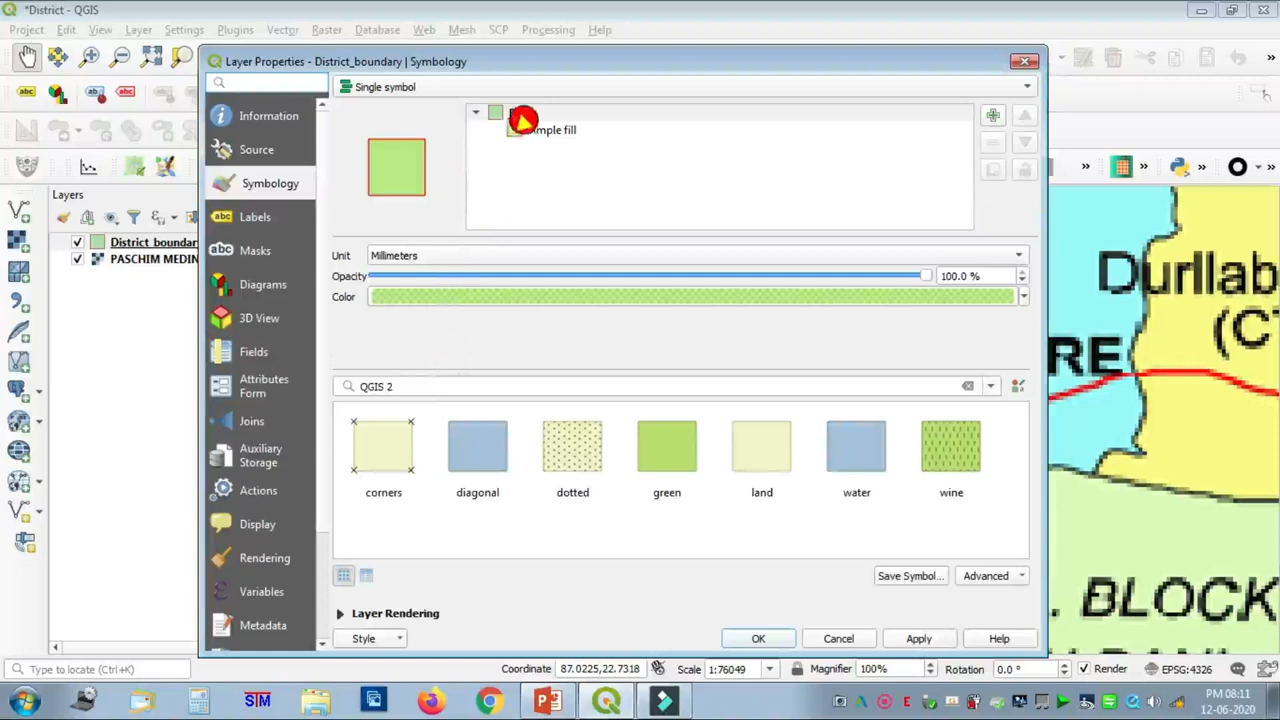 *District - QGIS
Project Edit View Layer Settings Plugins Vector Raster Database Web Mesh SCP Processing Help
Layer Properties - District_boundary | Symbology
Single symbol
Information
Source
Symbology
Labels
Masks
Diagrams
3D View
Fields
Attributes
Form
Joins
Auxiliary
Storage
Actions
Display
Rendering
Variables
Metadata
Layers
District_boundar
PASCHIM MEDIN
fill
Unit Millimeters
Opacity 100.0 %
Color
QGIS 2
corners diagonal dotted green land water wine
Save Symbol... Advanced
Layer Rendering
Style OK Cancel Apply Help
Durllab
(C
RE
. BLOCK
Type to locate (Ctrl+K) Coordinate 87.0225,22.7318 Scale 1:76049 Magnifier 100% Rotation 0.0 ° Render EPSG:4326
PM 08:11
12-06-2020